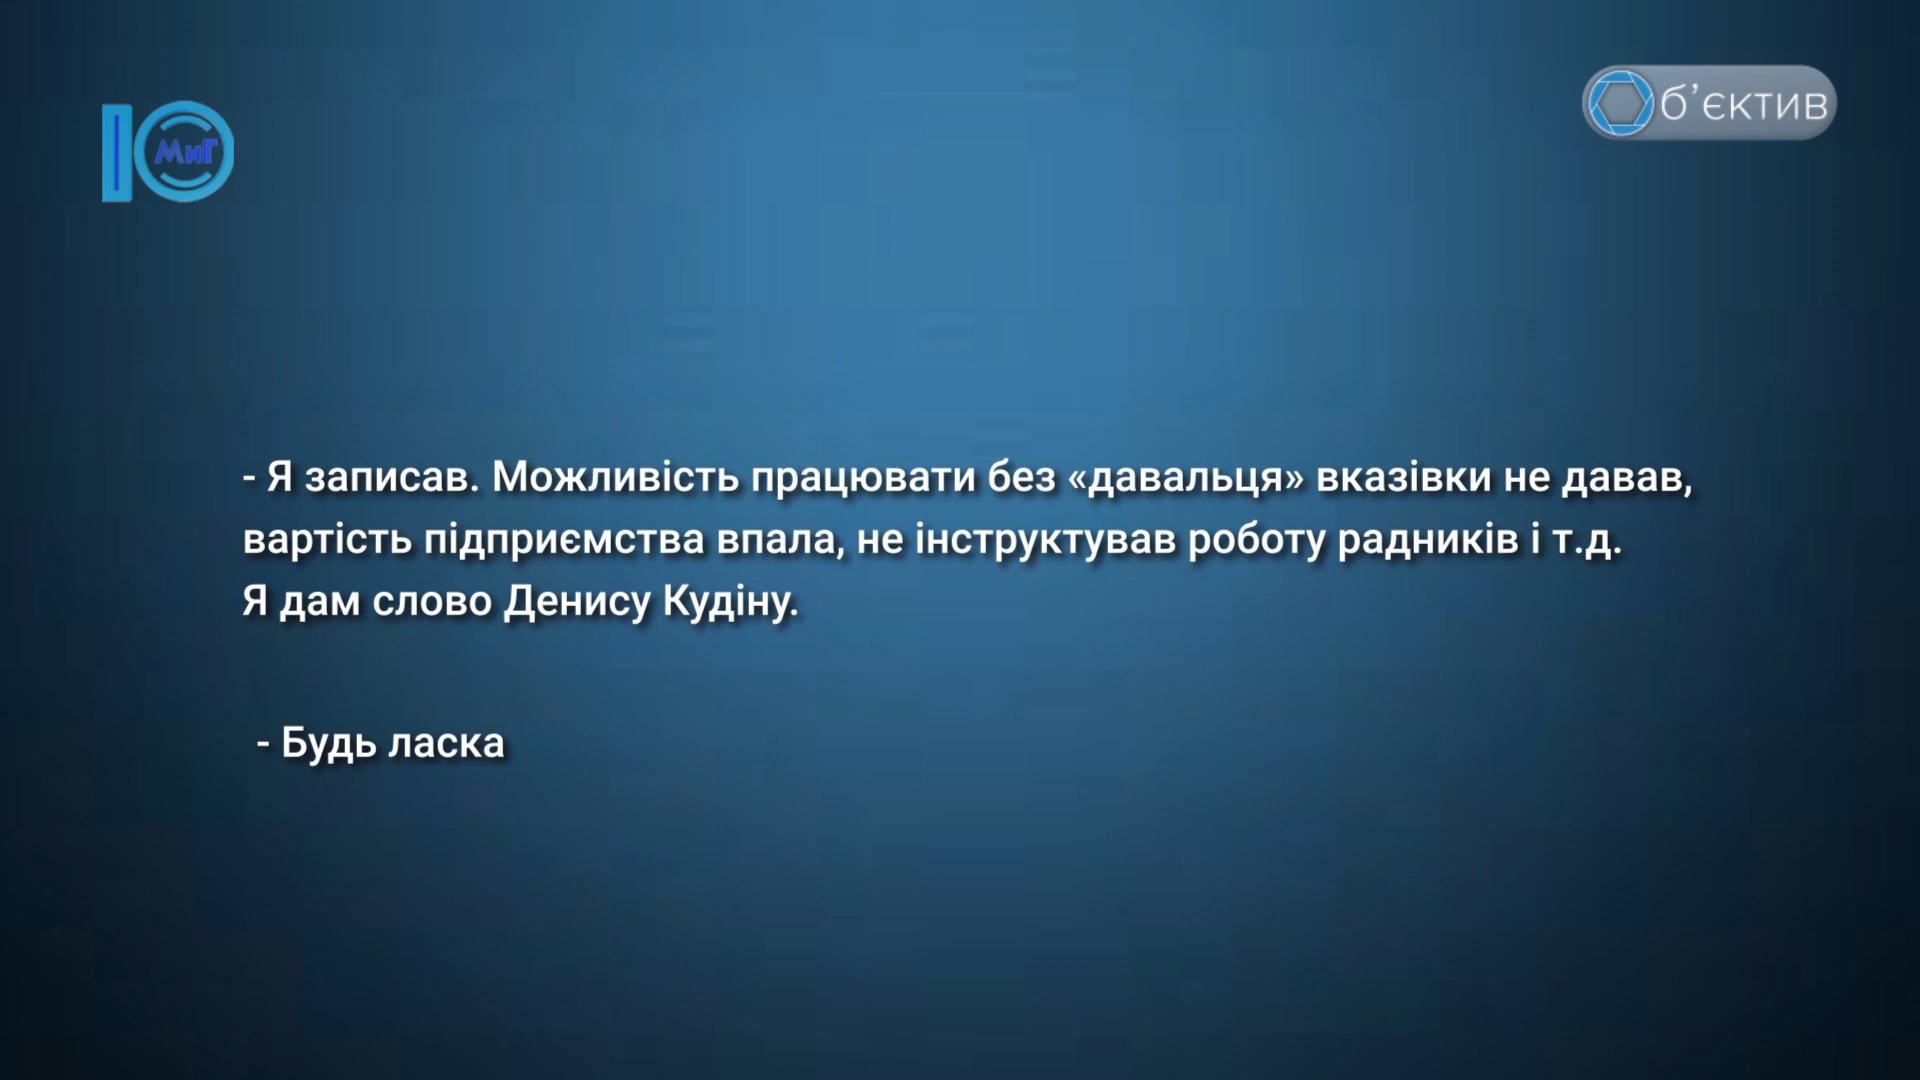 МиГ
б'єктив
- Я записав. Можливість працювати без «давальця» вказівки не давав,
вартість підприємства впала, не інструктував роботу радників і т.д.
Я дам слово Денису Кудіну.
- Будь ласка